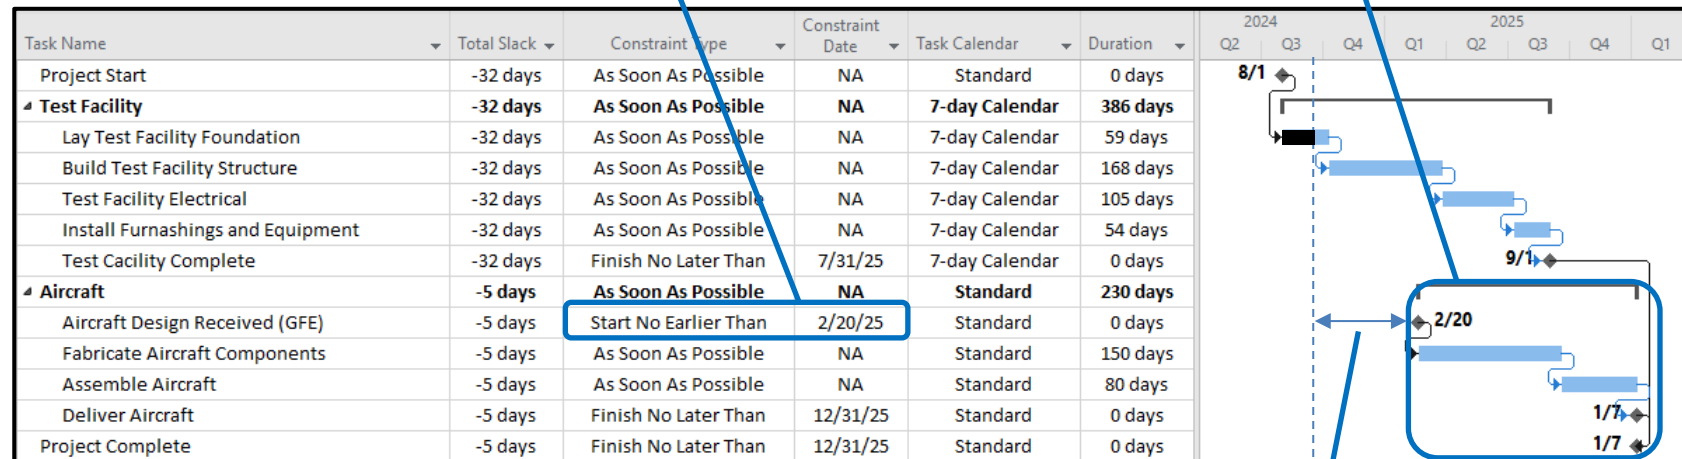 Task Name Total Slack Constraint Type Constraint Date Task Calendar Duration 2024 2025
Q2 Q3 Q4 Q1 Q2 Q3 Q4 Q1
Project Start -32 days As Soon As Possible NA Standard 0 days 8/1
Test Facility -32 days As Soon As Possible NA 7-day Calendar 386 days
Lay Test Facility Foundation -32 days As Soon As Possible NA 7-day Calendar 59 days
Build Test Facility Structure -32 days As Soon As Possible NA 7-day Calendar 168 days
Test Facility Electrical -32 days As Soon As Possible NA 7-day Calendar 105 days
Install Furnashings and Equipment -32 days As Soon As Possible NA 7-day Calendar 54 days
Test Cacility Complete -32 days Finish No Later Than 7/31/25 7-day Calendar 0 days 9/1
Aircraft -5 days As Soon As Possible NA Standard 230 days
Aircraft Design Received (GFE) -5 days Start No Earlier Than 2/20/25 Standard 0 days 2/20
Fabricate Aircraft Components -5 days As Soon As Possible NA Standard 150 days
Assemble Aircraft -5 days As Soon As Possible NA Standard 80 days
Deliver Aircraft -5 days Finish No Later Than 12/31/25 Standard 0 days 1/7
Project Complete -5 days Finish No Later Than 12/31/25 Standard 0 days 1/7